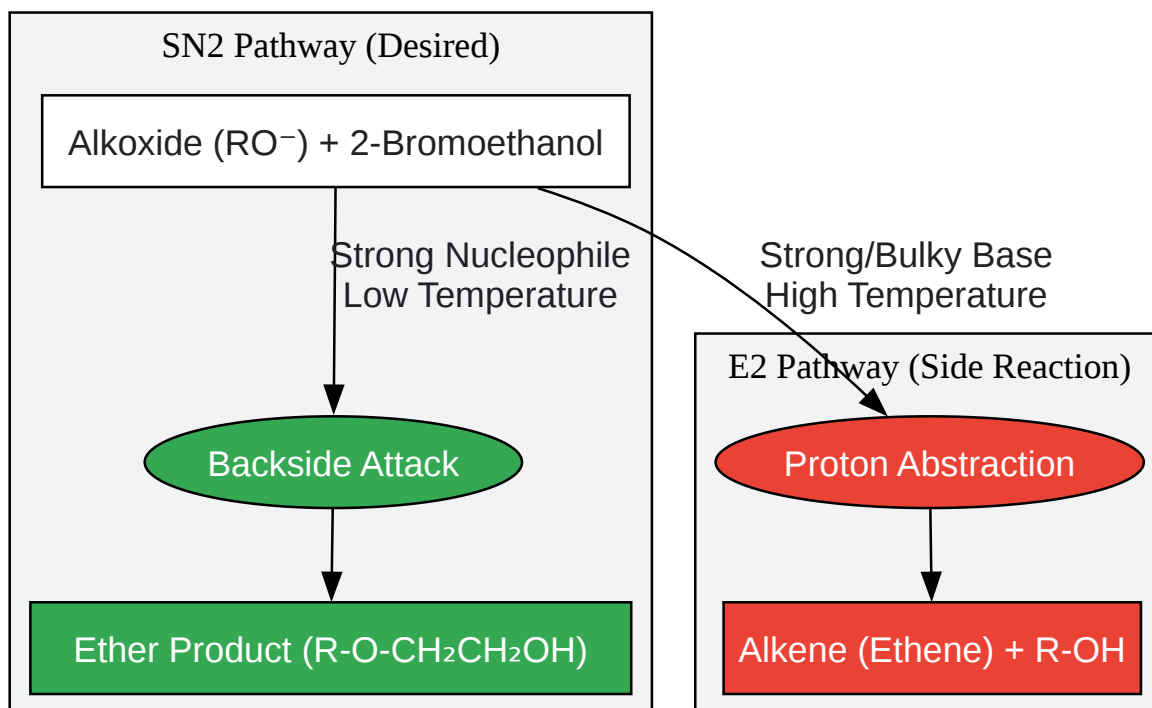 SN2 Pathway (Desired)
Alkoxide (RO⁻) + 2-Bromoethanol
Strong Nucleophile
Low Temperature
Strong/Bulky Base
High Temperature
E2 Pathway (Side Reaction)
Backside Attack
Proton Abstraction
Ether Product (R-O-CH₂CH₂OH)
Alkene (Ethene) + R-OH